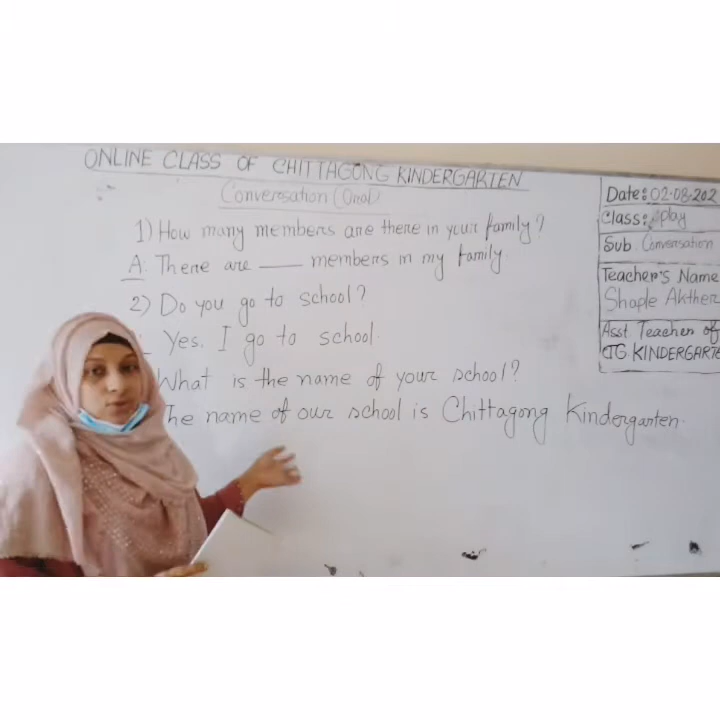 ONLINE CLASS OF CHITTAGONG KINDERGARTEN
Conversation (Oral)
1) How many members are there in your family?
A: There are ____ members in my family
2) Do you go to school?
Yes, I go to school.
What is the name of your school?
The name of our school is Chittagong Kindergarten.
Date: 02-08-202
Class: play
Sub. Conversation
Teacher's Name
Shaple Akther
Asst. Teacher of
CTG. KINDERGARTE